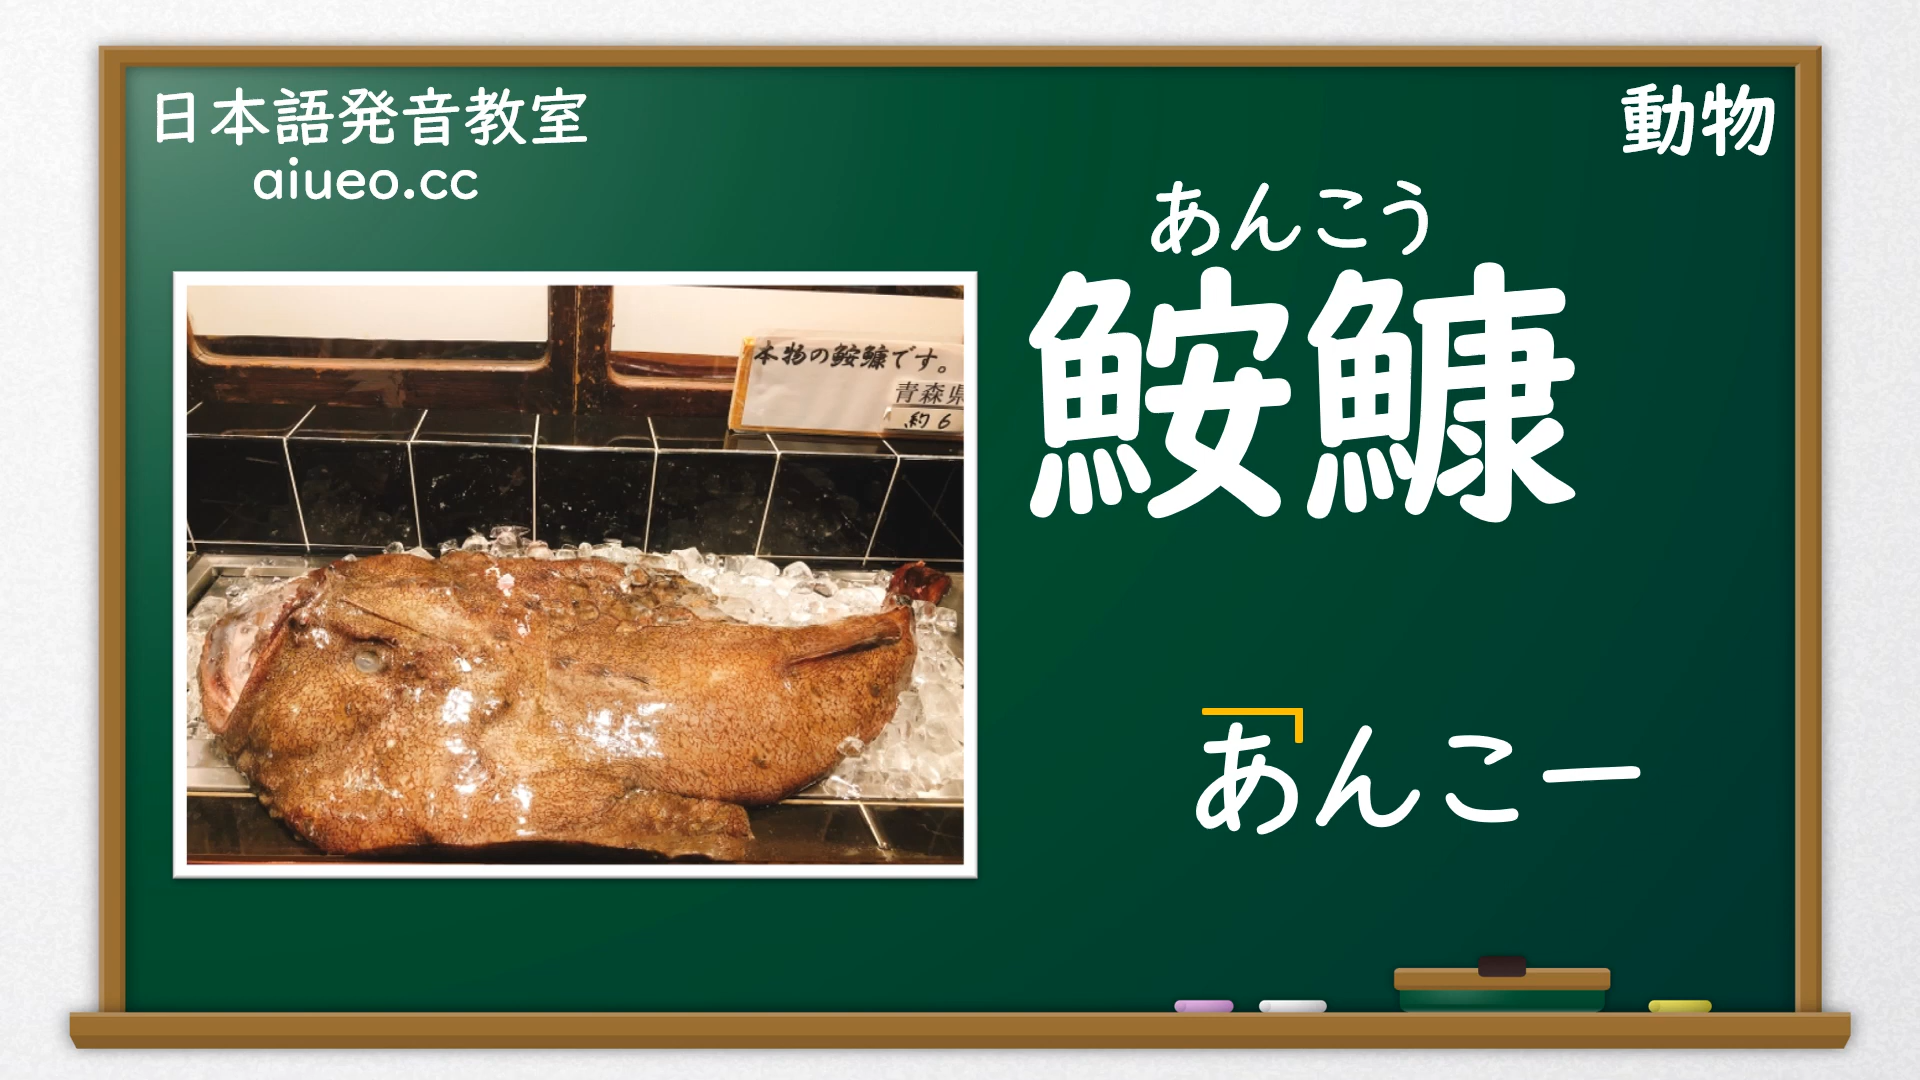 日本語発音教室
aiueo.cc
動物
あんこう
鮟鱇
本物の鮟鱇です。
青森県
約6
あんこー